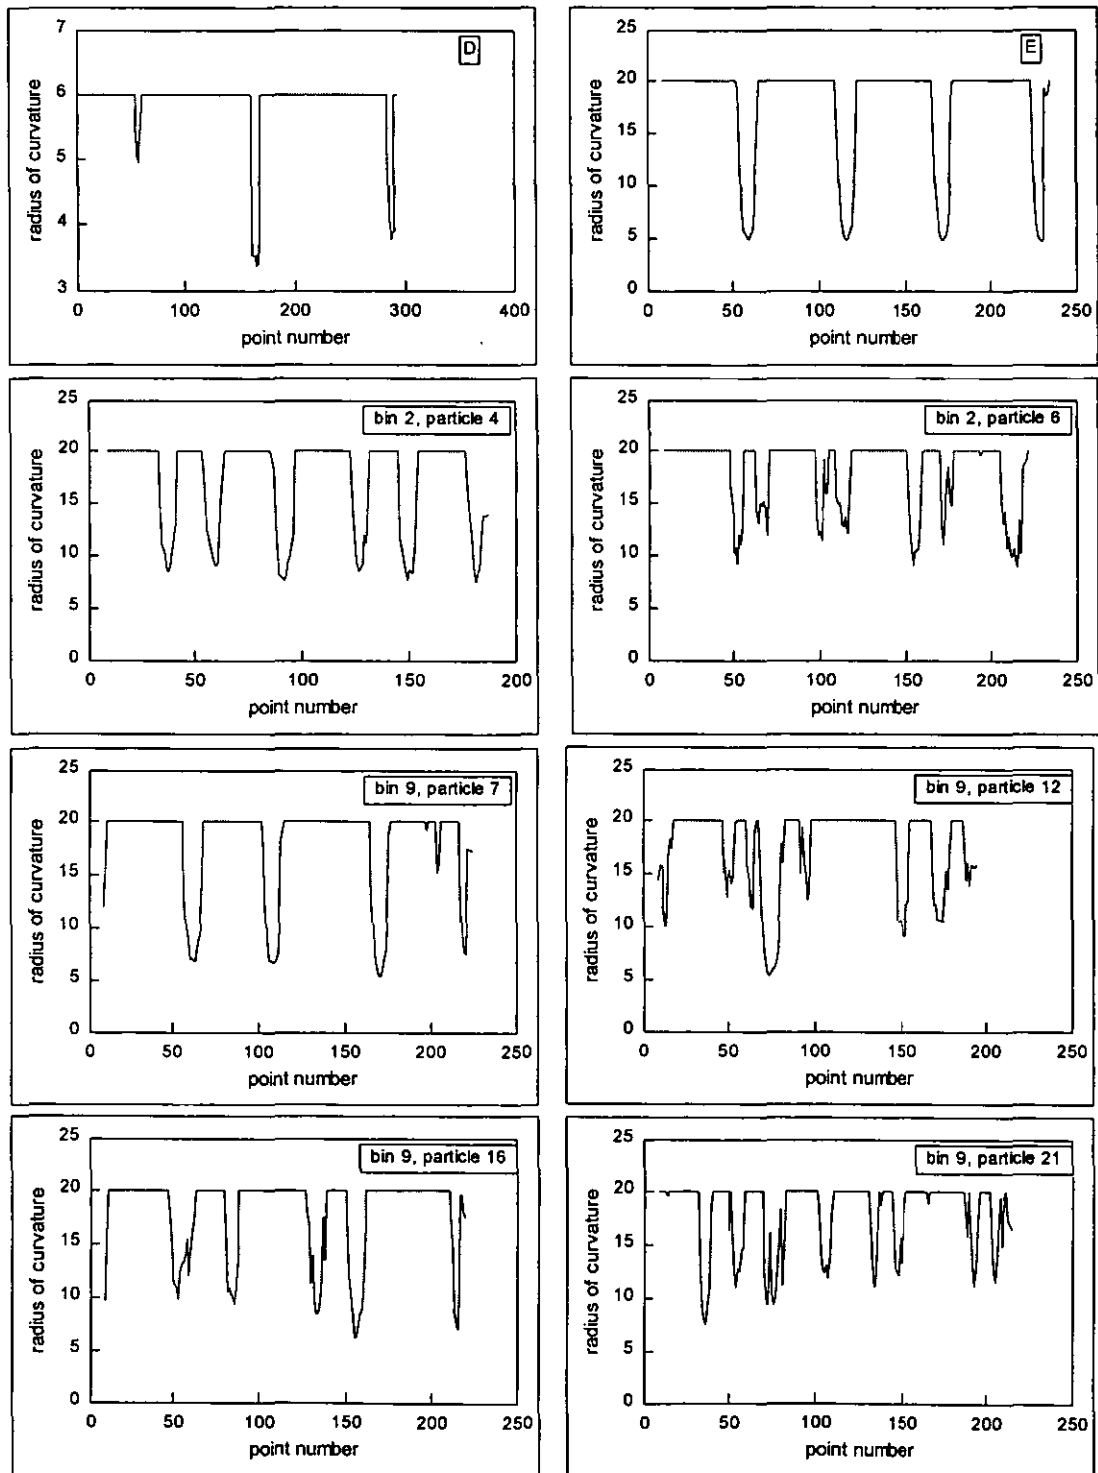 D
7
6
5
4
3
radius of curvature
0 100 200 300 400
point number
E
25
20
15
10
5
0
radius of curvature
0 50 100 150 200 250
point number
bin 2, particle 4
25
20
15
10
5
0
radius of curvature
0 50 100 150 200
point number
bin 2, particle 6
25
20
15
10
5
0
radius of curvature
0 50 100 150 200 250
point number
bin 9, particle 7
25
20
15
10
5
0
radius of curvature
0 50 100 150 200 250
point number
bin 9, particle 12
25
20
15
10
5
0
radius of curvature
0 50 100 150 200 250
point number
bin 9, particle 16
25
20
15
10
5
0
radius of curvature
0 50 100 150 200 250
point number
bin 9, particle 21
25
20
15
10
5
0
radius of curvature
0 50 100 150 200 250
point number